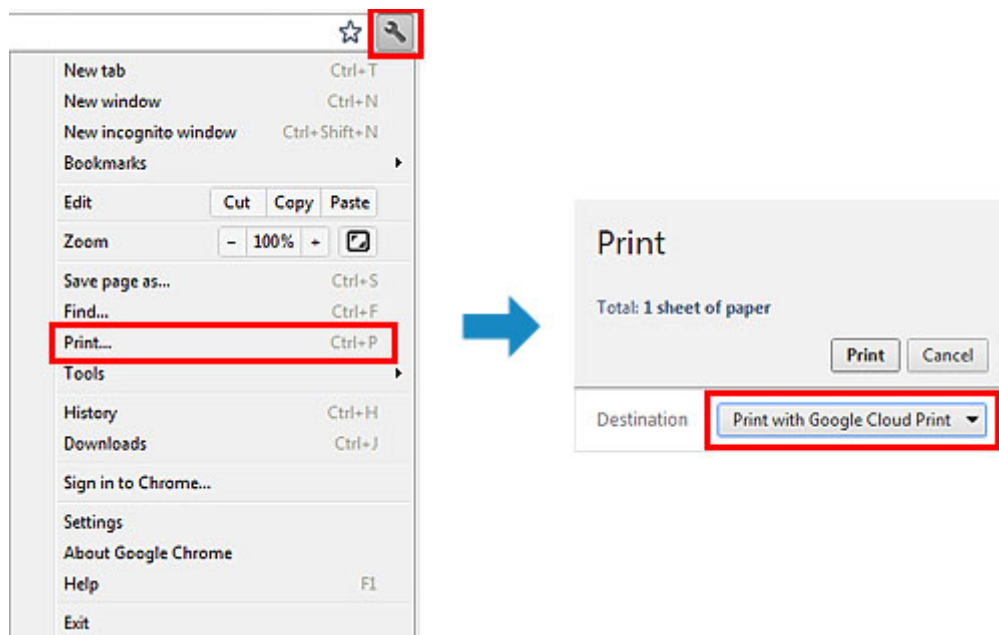 New tab Ctrl+T
New window Ctrl+N
New incognito window Ctrl+Shift+N
Bookmarks
Edit Cut Copy Paste
Zoom - 100% +
Save page as... Ctrl+S
Find... Ctrl+F
Print... Ctrl+P
Tools
History Ctrl+H
Downloads Ctrl+J
Sign in to Chrome...
Settings
About Google Chrome
Help F1
Exit
Print
Total: 1 sheet of paper
Print Cancel
Destination Print with Google Cloud Print